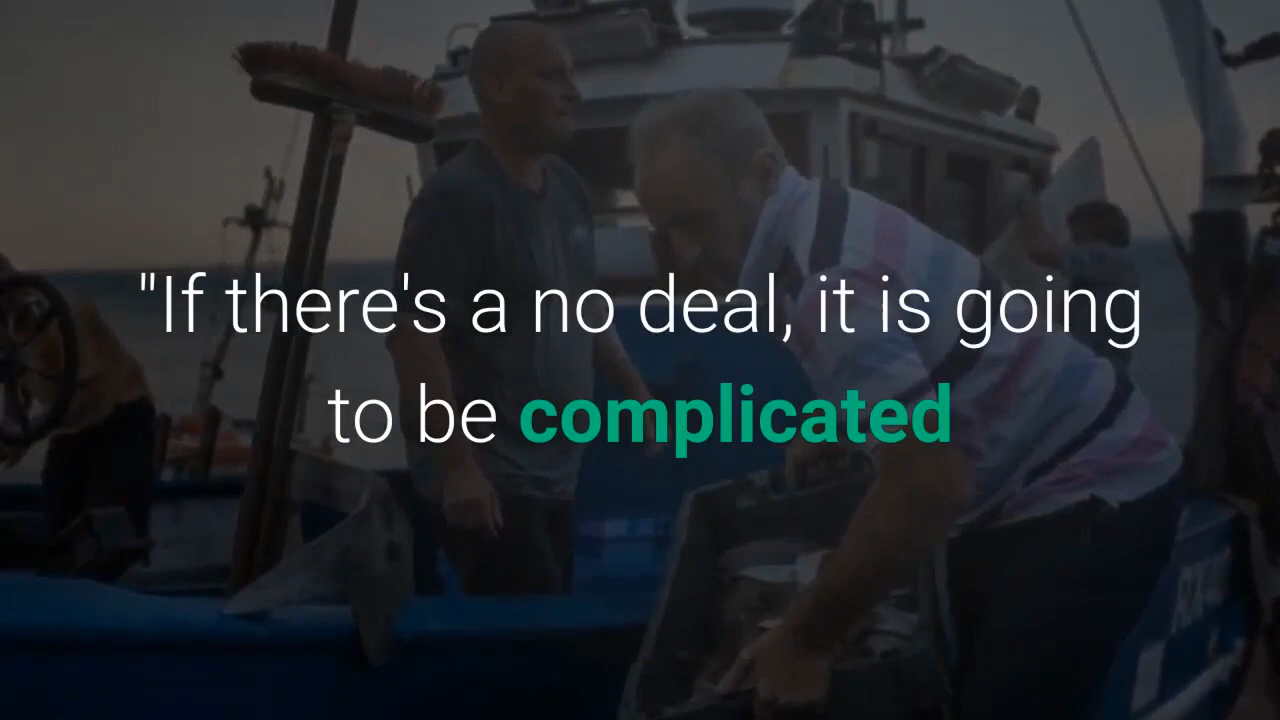 "If there's a no deal, it is going
to be complicated